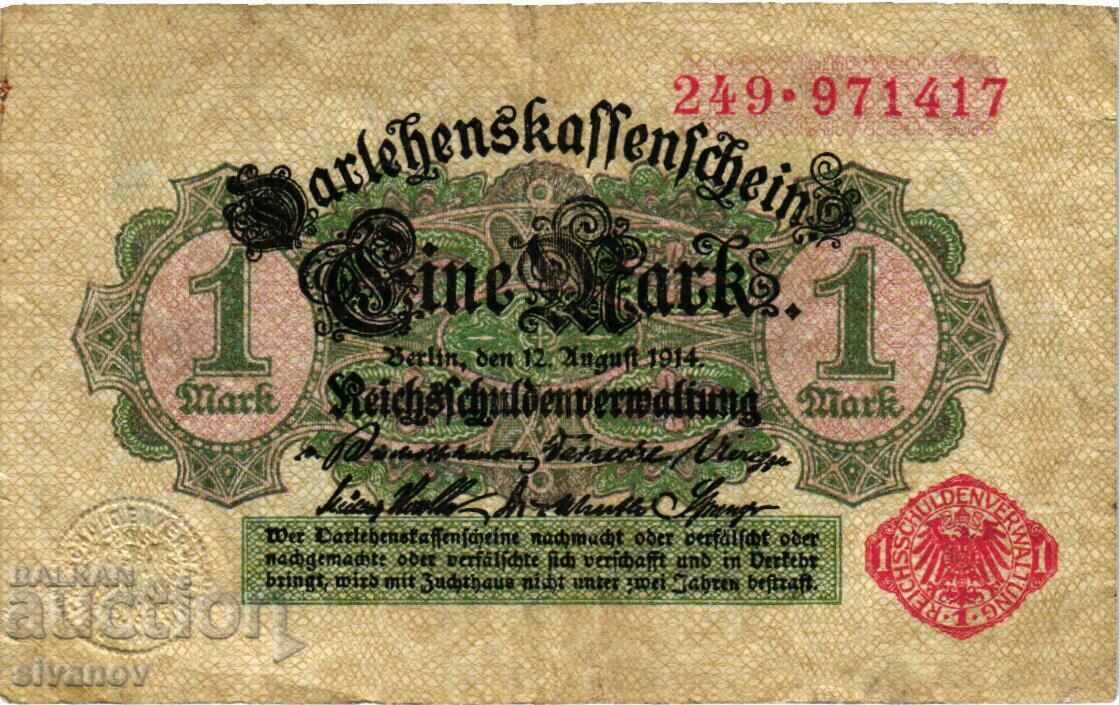 249·971417
Darlehenskassenschein
Eine Mark.
1
Mark
1
Mark
Berlin, den 12. August 1914
Reichsschuldenverwaltung
Wer Darlehenskassenscheine nachmacht oder verfälscht oder
nachgemachte oder verfälschte sich verschafft und in Verkehr
bringt, wird mit Zuchthaus nicht unter zwei Jahren bestraft.
REICHSSCHULDENVERWALTUNG
1
1
·1·
BALKAN
auction
sivanov